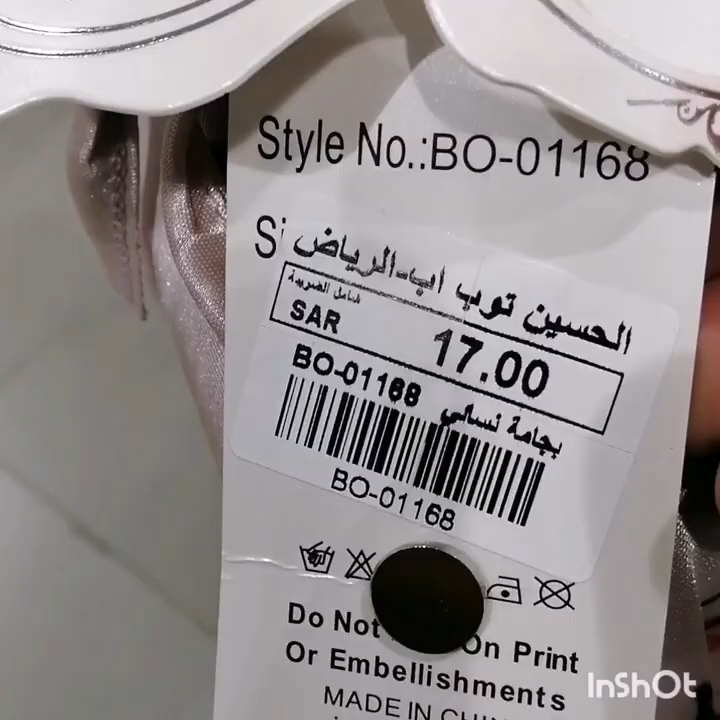 Style No.:BO-01168
Si
الحسين توب اب-الرياض
شامل الضريبة
SAR 17.00
BO-01168 بجامة نسائي
BO-01168
Do Not On Print
Or Embellishments
MADE IN
InShOt